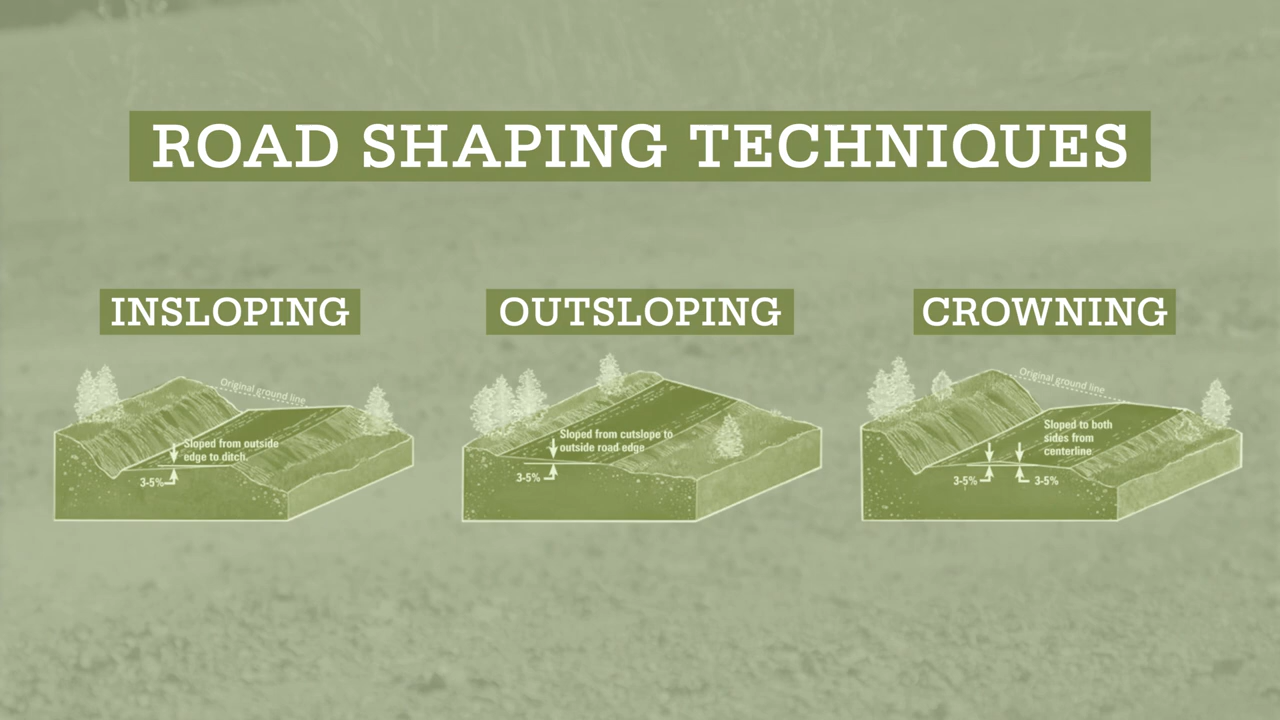 ROAD SHAPING TECHNIQUES
INSLOPING
Original ground line
Sloped from outside
edge to ditch.
3-5%
OUTSLOPING
Sloped from cutslope to
outside road edge
3-5%
CROWNING
Original ground line
Sloped to both
sides from
centerline
3-5%
3-5%